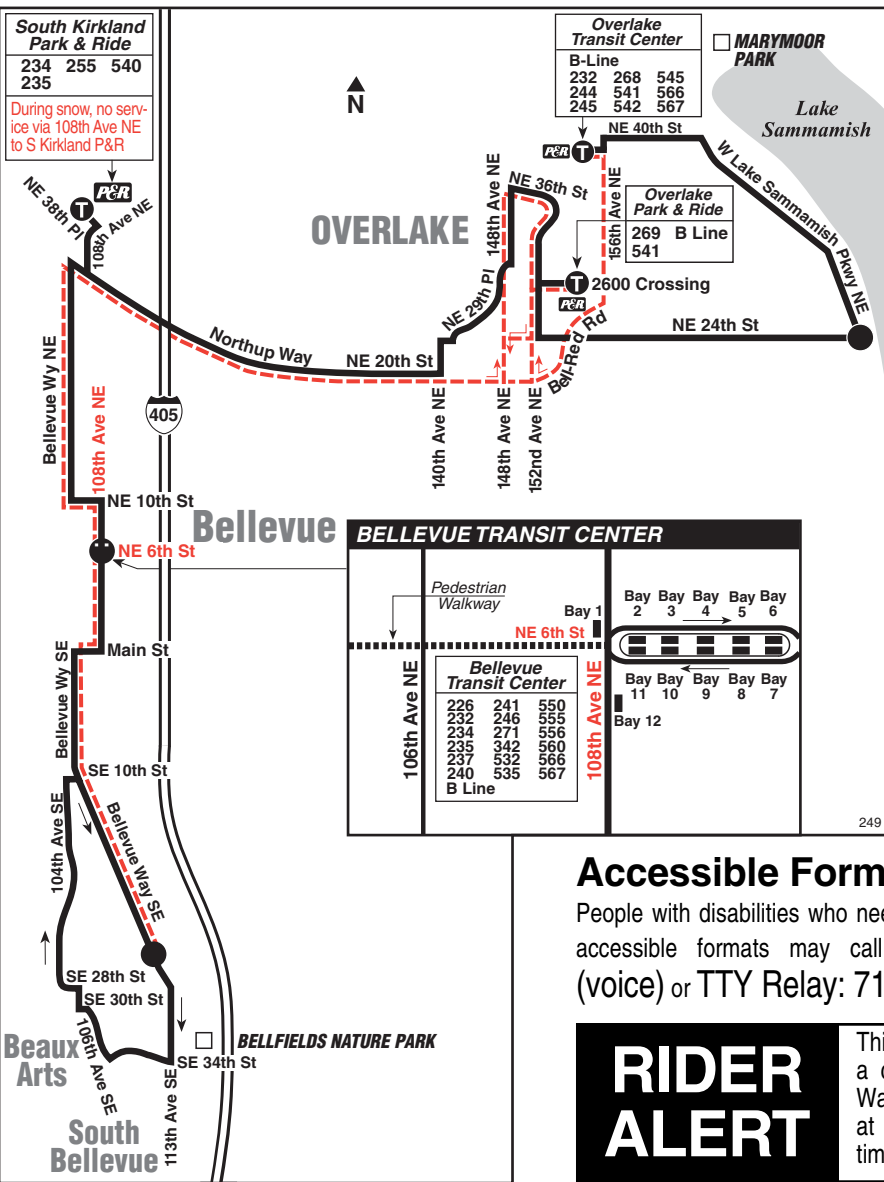 South Kirkland
Park & Ride
234 255 540
235
During snow, no serv-
ice via 108th Ave NE
to S Kirkland P&R
N
Overlake
Transit Center
B-Line
232 268 545
244 541 566
245 542 567
MARYMOOR
PARK
Lake
Sammamish
NE 40th St
P&R
T
W Lake Sammamish Pkwy NE
NE 38th Pl
T
P&R
108th Ave NE
OVERLAKE
148th Ave NE
NE 36th St
156th Ave NE
Overlake
Park & Ride
269 B Line
541
T
2600 Crossing
P&R
NE 29th Pl
NE 24th St
Bell-Red Rd
Northup Way
NE 20th St
140th Ave NE
148th Ave NE
152nd Ave NE
Bellevue Wy NE
108th Ave NE
405
NE 10th St
Bellevue
NE 6th St
Main St
Bellevue Wy SE
SE 10th St
104th Ave SE
Bellevue Way SE
SE 28th St
SE 30th St
106th Ave SE
Beaux
Arts
113th Ave SE
SE 34th St
BELLFIELDS NATURE PARK
South
Bellevue
BELLEVUE TRANSIT CENTER
Pedestrian
Walkway
Bay 1
NE 6th St
Bay Bay Bay Bay Bay
2 3 4 5 6
Bay Bay Bay Bay Bay
11 10 9 8 7
Bay 12
106th Ave NE
108th Ave NE
Bellevue
Transit Center
226 241 550
232 246 555
234 271 556
235 342 560
237 532 566
240 535 567
B Line
249
Accessible Form
People with disabilities who nee
accessible formats may call
(voice) or TTY Relay: 71
RIDER
ALERT
Thi
a c
Wa
at
tim